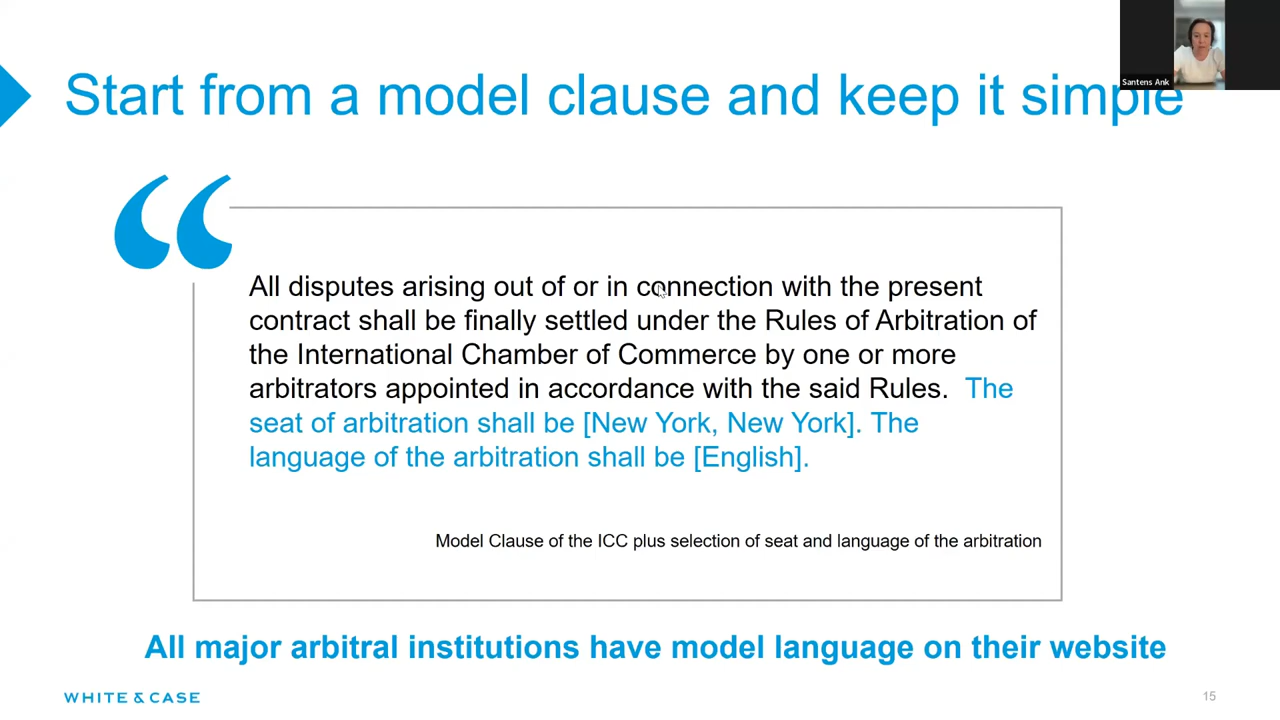 Santens Ank
Start from a model clause and keep it simple
“
All disputes arising out of or in connection with the present
contract shall be finally settled under the Rules of Arbitration of
the International Chamber of Commerce by one or more
arbitrators appointed in accordance with the said Rules. The
seat of arbitration shall be [New York, New York]. The
language of the arbitration shall be [English].
Model Clause of the ICC plus selection of seat and language of the arbitration
All major arbitral institutions have model language on their website
WHITE & CASE
15